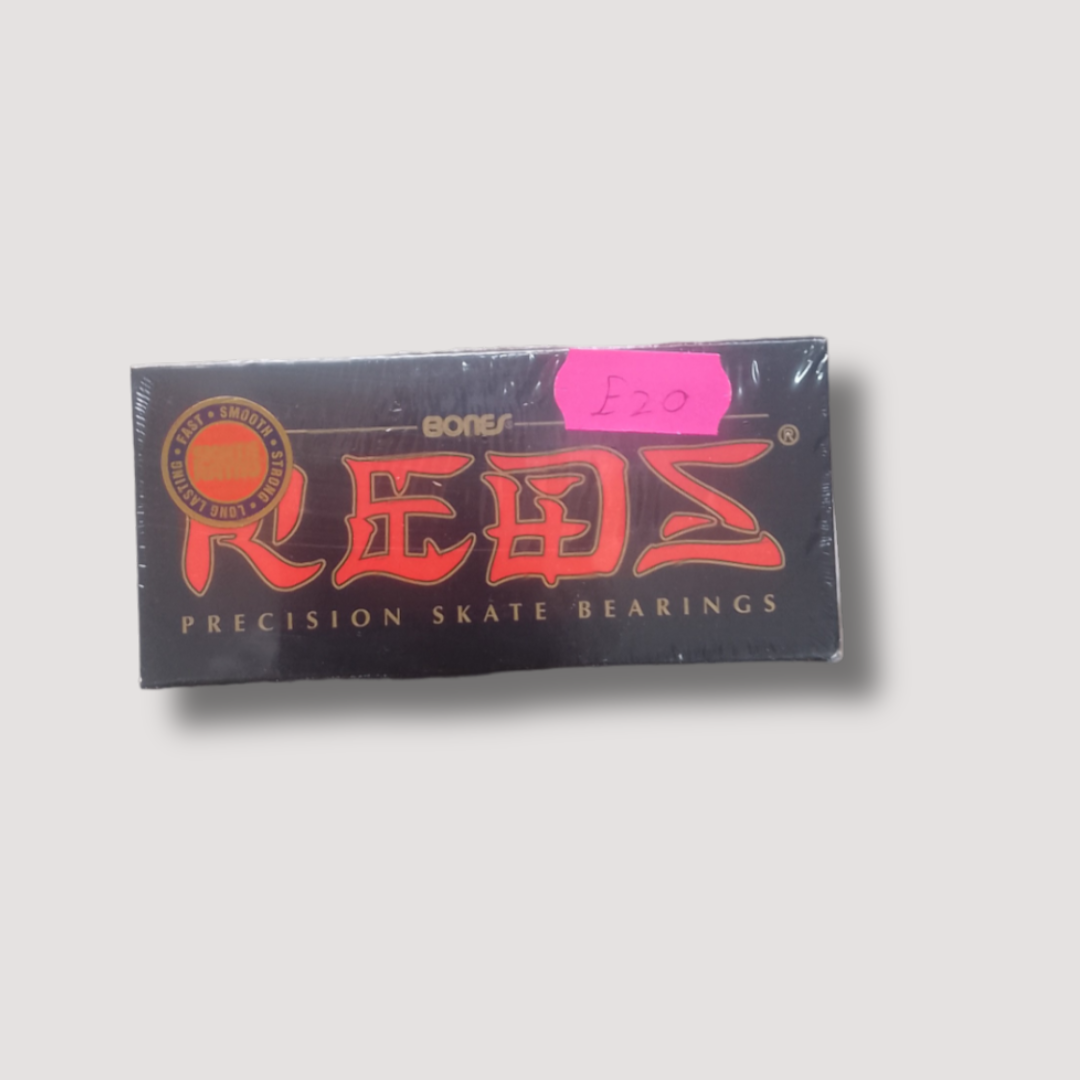 £20
BONES
REDS®
FAST • SMOOTH • STRONG • LONG LASTING •
PRECISION SKATE BEARINGS